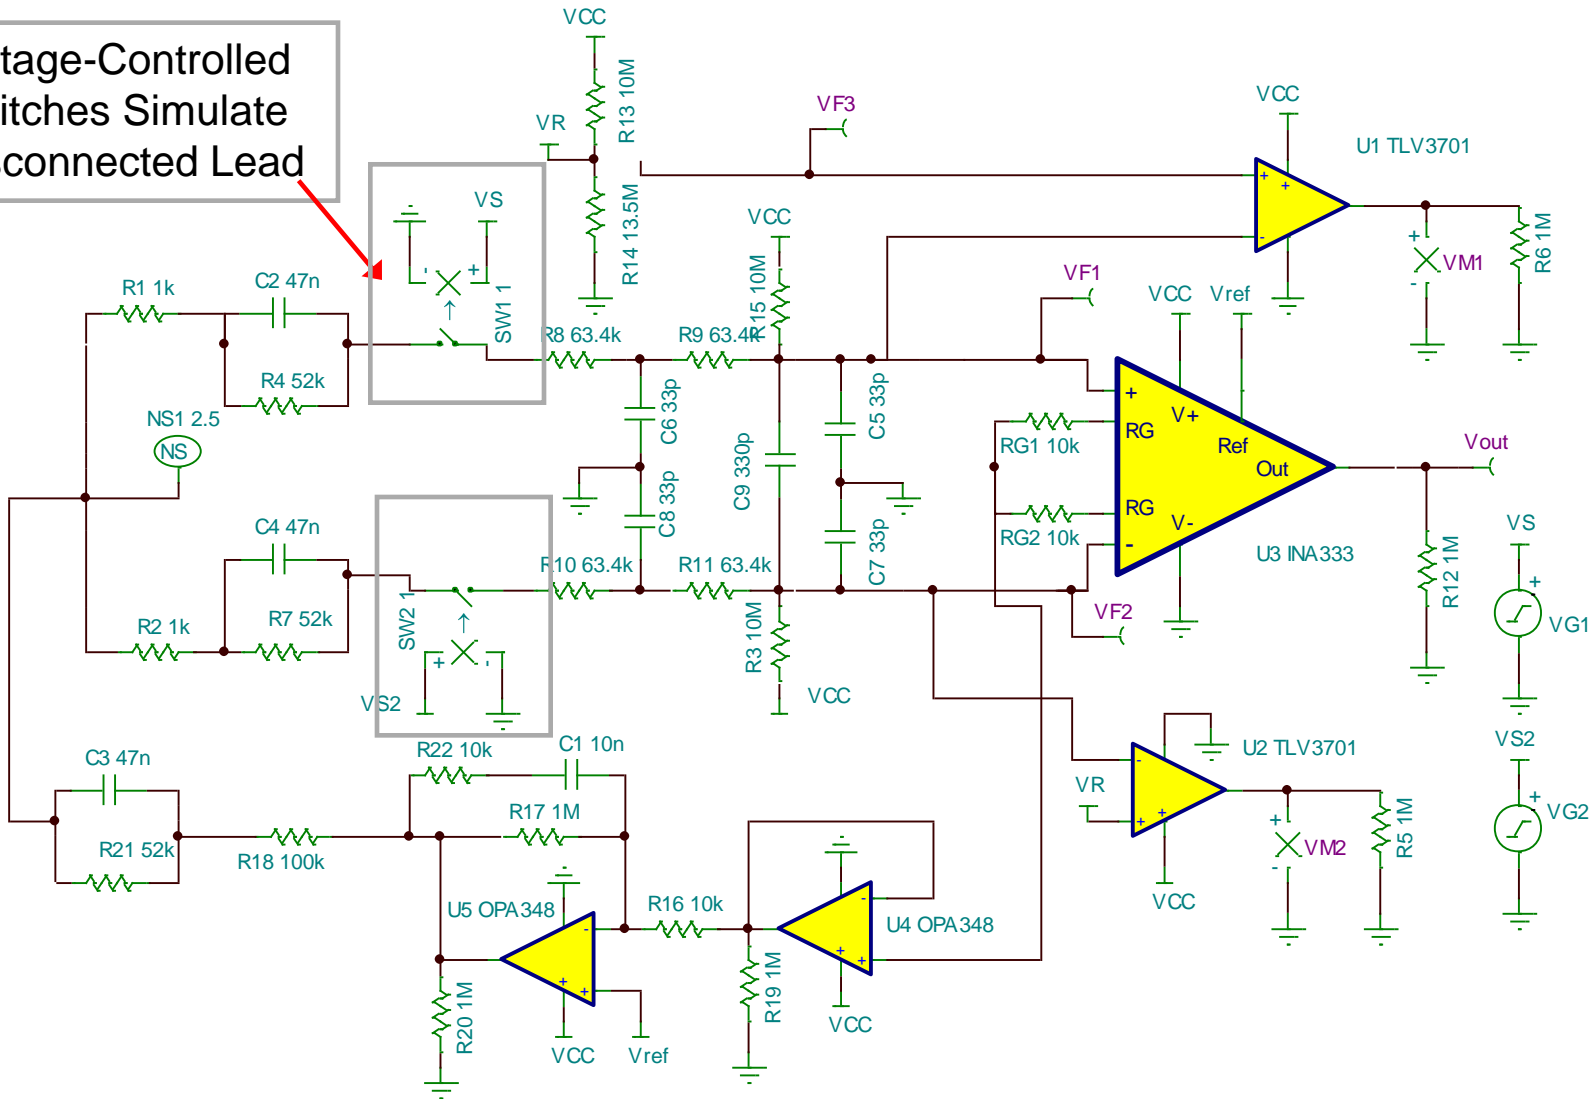 tage-Controlled
itches Simulate
sconnected Lead
VCC
R13 10M
VR
R14 13.5M
VF3
VCC
U1 TLV3701
+
+
-
+
VM1
-
R6 1M
VS
- +
SW1 1
VCC
R15 10M
VF1
VCC Vref
R1 1k
C2 47n
R4 52k
R8 63.4k
R9 63.4k
C6 33p
C5 33p
NS1 2.5
NS
C9 330p
C8 33p
C7 33p
+
RG
V+
Ref
Out
RG
V-
-
RG1 10k
RG2 10k
U3 INA333
Vout
R12 1M
VS
+
VG1
C4 47n
R2 1k
R7 52k
SW2 1
+ -
VS2
R10 63.4k
R11 63.4k
R3 10M
VCC
VF2
VS2
+
VG2
C3 47n
R21 52k
R18 100k
R22 10k
C1 10n
R17 1M
U5 OPA348
-
+
+
R20 1M
VCC
Vref
R16 10k
R19 1M
-
+
+
U4 OPA348
VCC
VR
-
+
+
U2 TLV3701
VCC
+
VM2
-
R5 1M